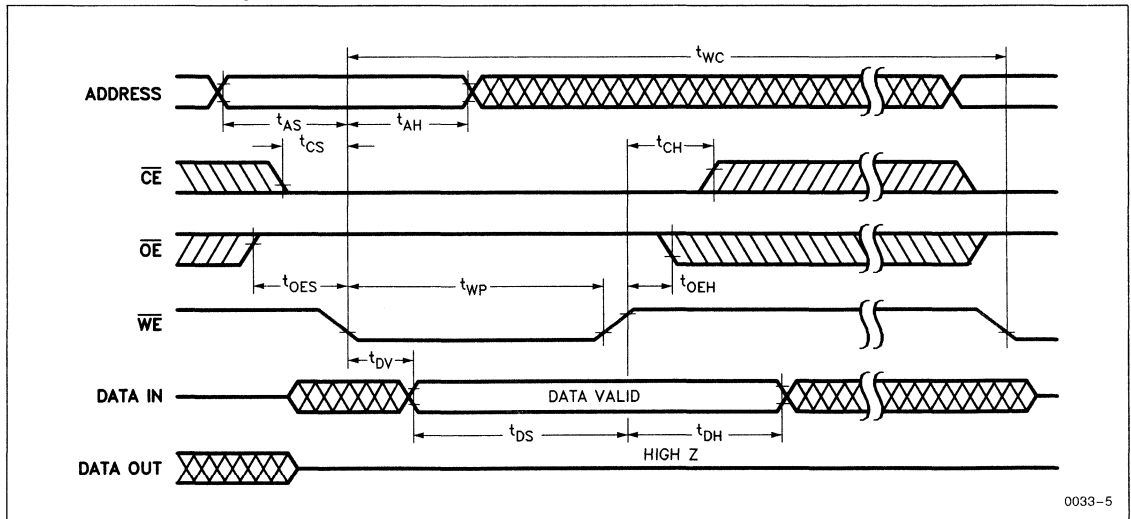 tWC
ADDRESS
tAS
tAH
tCS
tCH
CE
OE
tOES
tWP
tOEH
WE
tDV
DATA IN
DATA VALID
tDS
tDH
HIGH Z
DATA OUT
0033-5